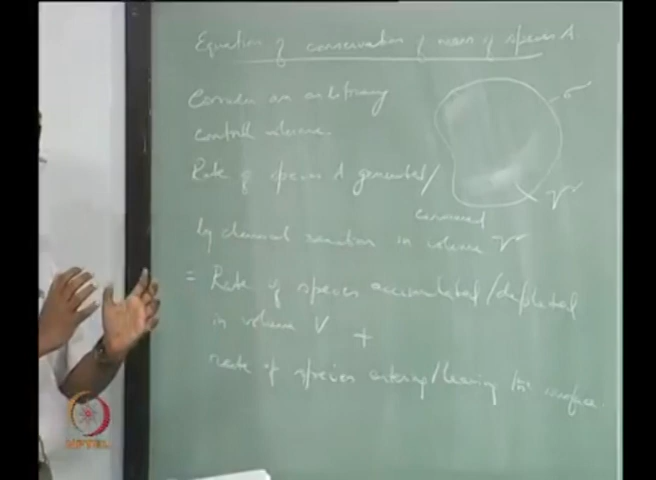 Equation of conservation of mass of species A.
Consider an arbitrary
σ
control volume.
V
Rate of species A generated/
consumed
by chemical reaction in volume V
= Rate of species accumulated/depleted
in volume V +
rate of species entering/leaving the surface.
NPTEL